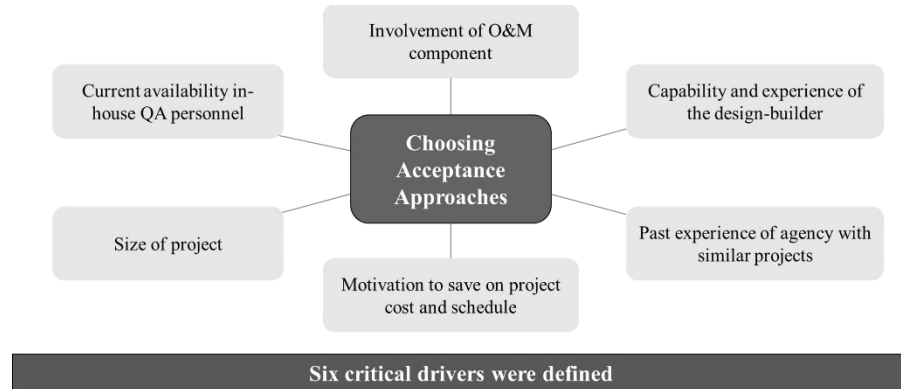 Involvement of O&M
component
Current availability in-
house QA personnel
Capability and experience of
the design-builder
Choosing
Acceptance
Approaches
Size of project
Past experience of agency with
similar projects
Motivation to save on project
cost and schedule
Six critical drivers were defined